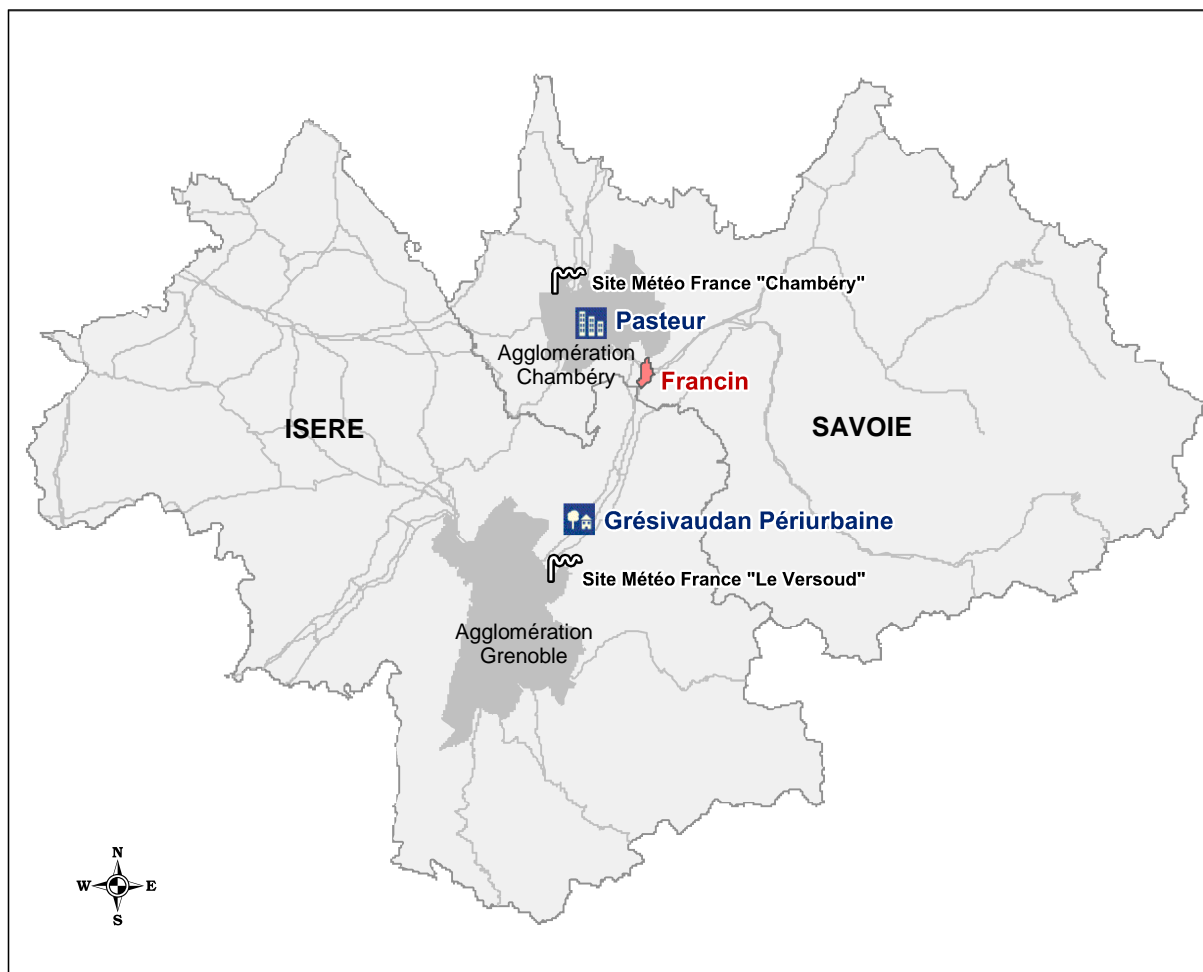 Site Météo France "Chambéry"
Pasteur
Agglomération
Chambéry
Francin
ISERE
SAVOIE
Grésivaudan Périurbaine
Site Météo France "Le Versoud"
Agglomération
Grenoble
N
W
E
S